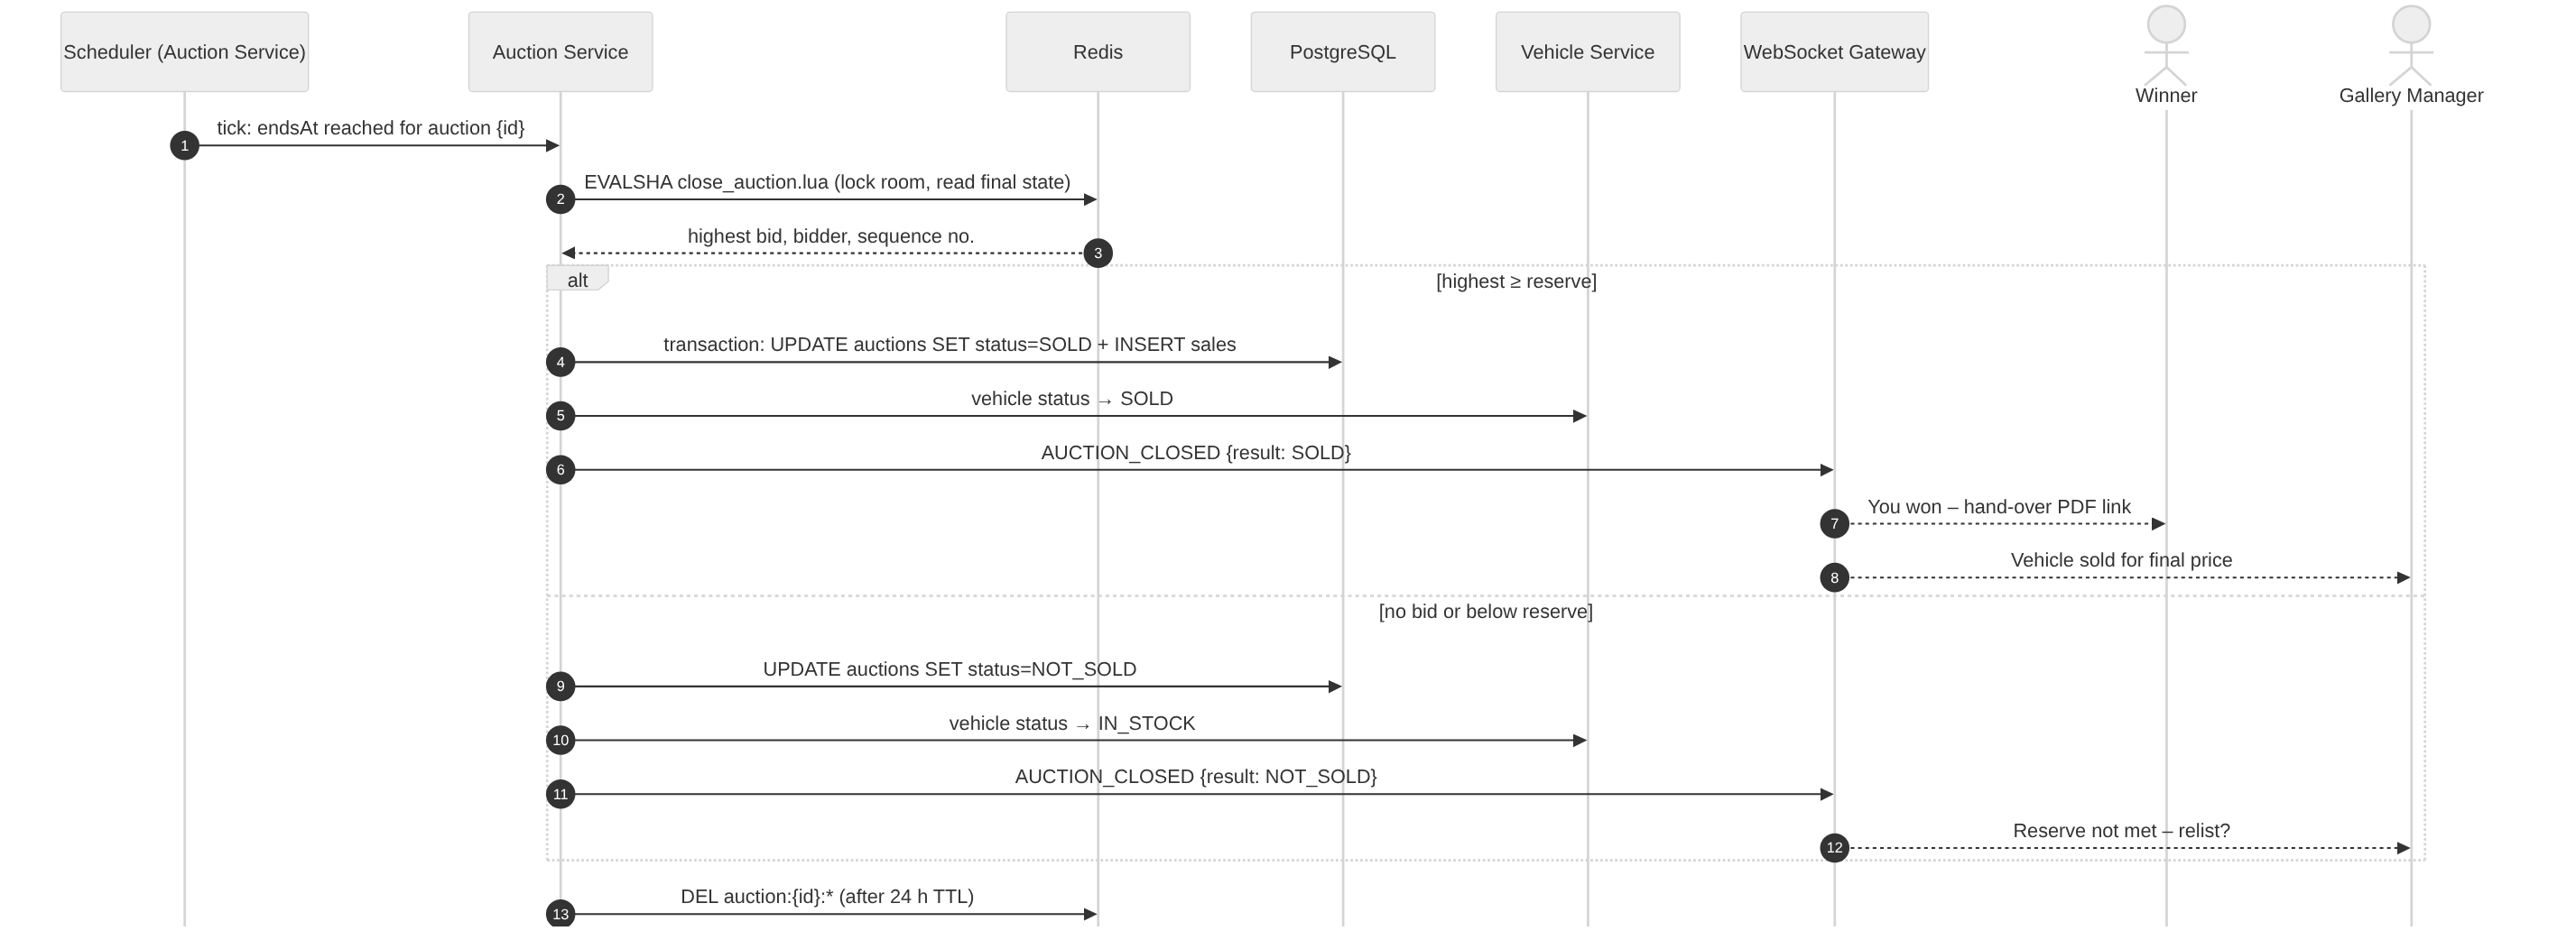 Scheduler (Auction Service)
Auction Service
Redis
PostgreSQL
Vehicle Service
WebSocket Gateway
Winner
Gallery Manager
tick: endsAt reached for auction {id}
1
EVALSHA close_auction.lua (lock room, read final state)
2
highest bid, bidder, sequence no.
3
alt
[highest ≥ reserve]
transaction: UPDATE auctions SET status=SOLD + INSERT sales
4
vehicle status → SOLD
5
AUCTION_CLOSED {result: SOLD}
6
You won – hand-over PDF link
7
Vehicle sold for final price
8
[no bid or below reserve]
UPDATE auctions SET status=NOT_SOLD
9
vehicle status → IN_STOCK
10
AUCTION_CLOSED {result: NOT_SOLD}
11
Reserve not met – relist?
12
DEL auction:{id}:* (after 24 h TTL)
13